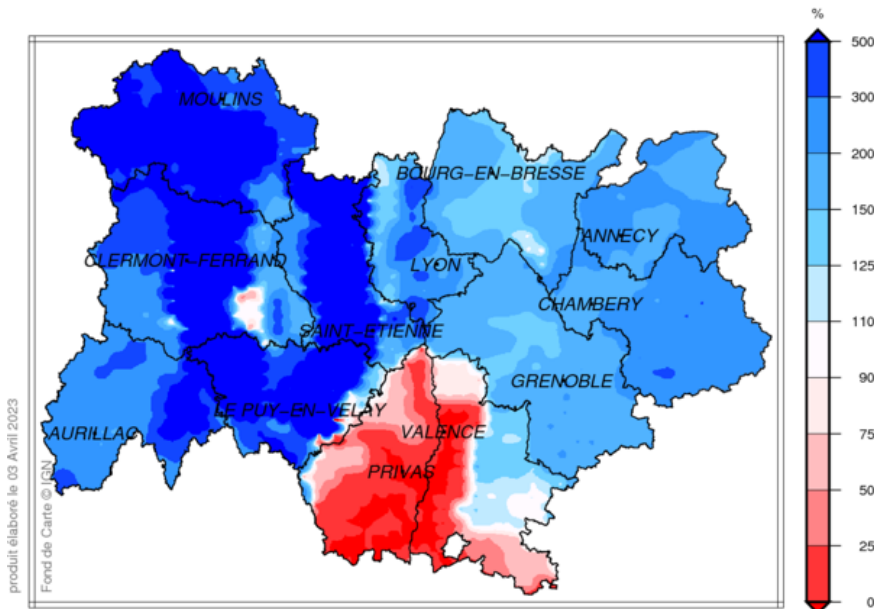 %
500
300
200
150
125
110
90
75
50
25
0
MOULINS
BOURG-EN-BRESSE
ANNECY
CLERMONT-FERRAND
LYON
CHAMBERY
SAINT-ETIENNE
GRENOBLE
LE PUY-EN-VELAY
AURILLAC
VALENCE
PRIVAS
produit élaboré le 03 Avril 2023
Fond de Carte © IGN